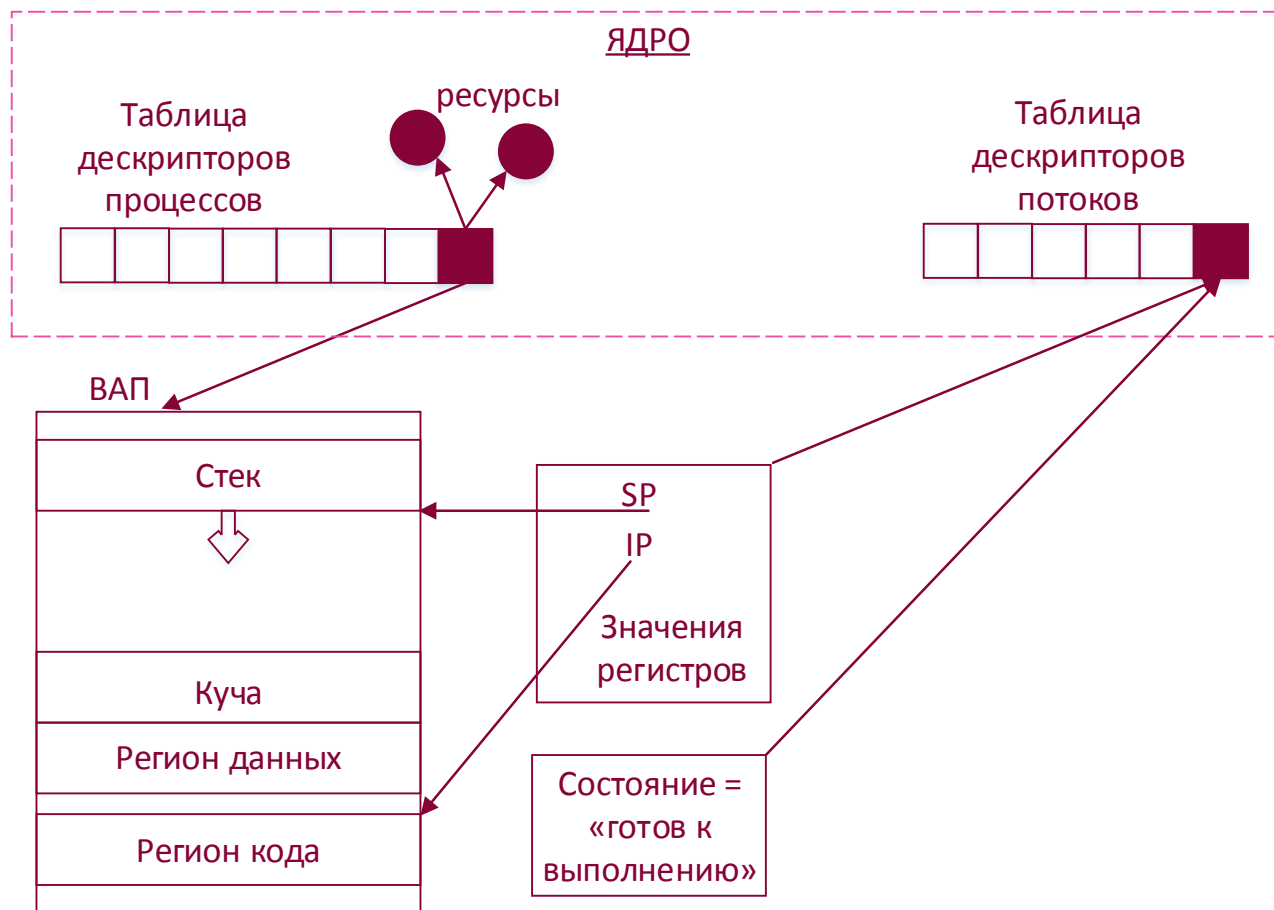 ЯДРО
ресурсы
Таблица
дескрипторов
процессов
Таблица
дескрипторов
потоков
ВАП
Стек
SP
IP
Значения
регистров
Куча
Регион данных
Регион кода
Состояние =
«готов к
выполнению»